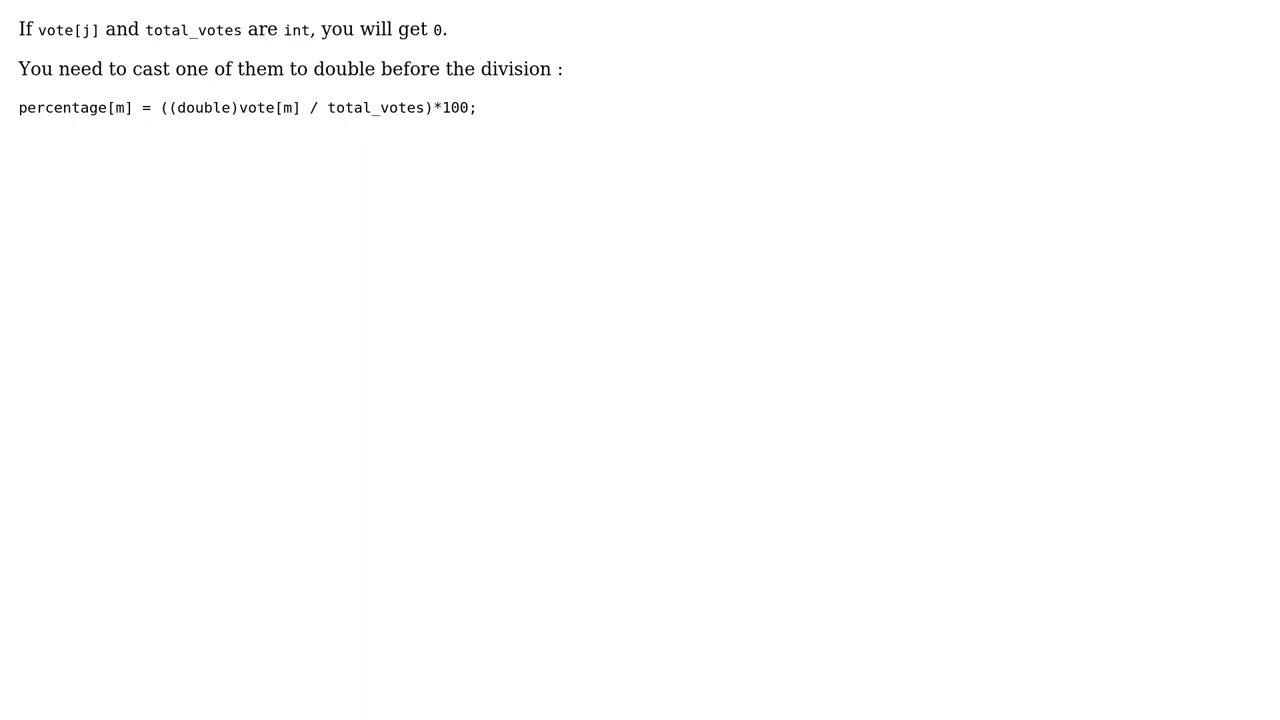 If vote[j] and total_votes are int, you will get 0.
You need to cast one of them to double before the division :
percentage[m] = ((double)vote[m] / total_votes)*100;